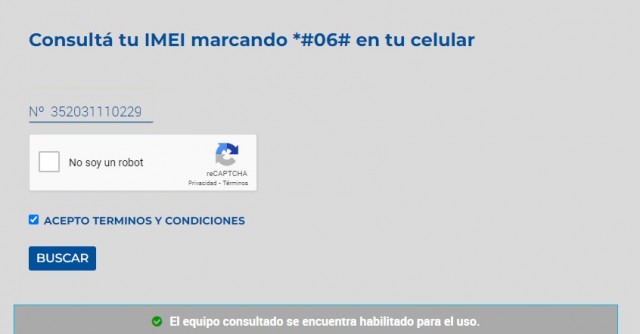 Consultá tu IMEI marcando *#06# en tu celular
Nº 352031110229
No soy un robot
reCAPTCHA
Privacidad - Términos
ACEPTO TERMINOS Y CONDICIONES
BUSCAR
El equipo consultado se encuentra habilitado para el uso.